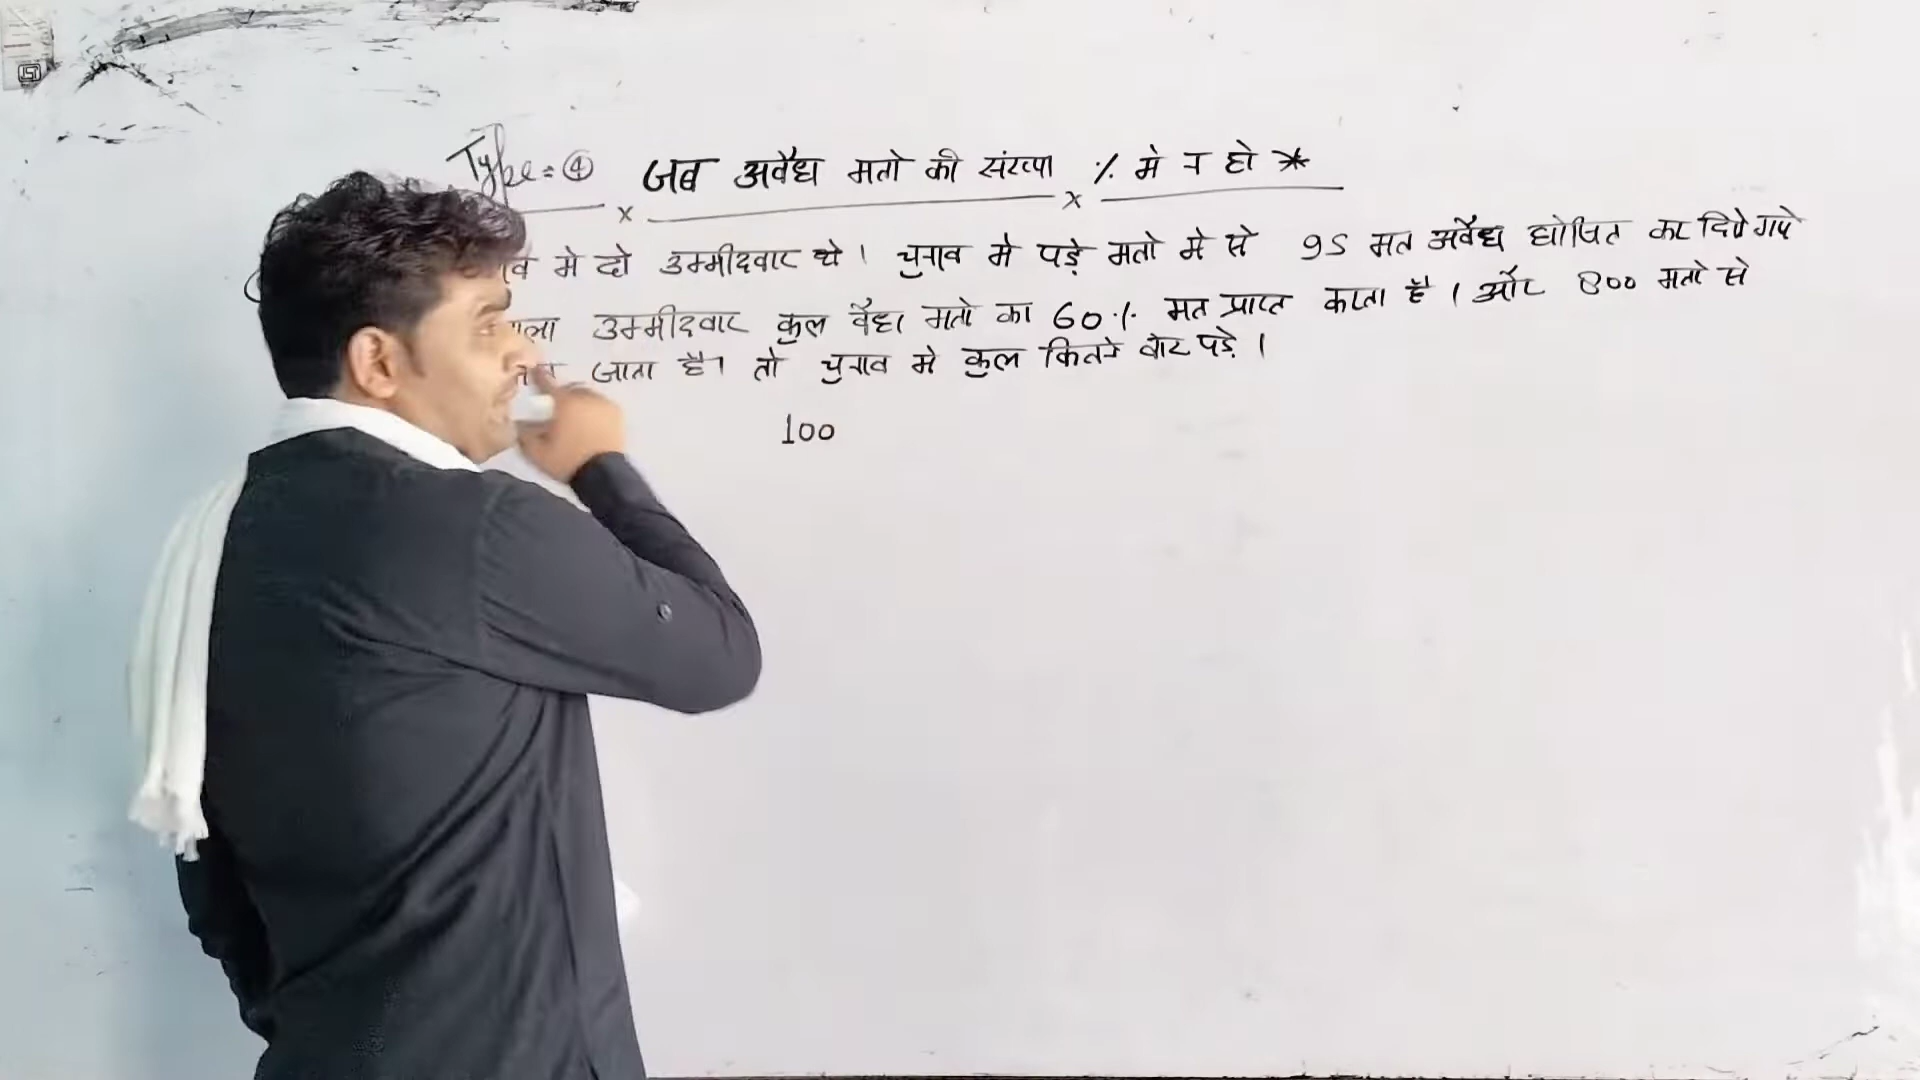 Type = ④ जब अवैध मतो की संख्या % मे न हो *
मे दो उम्मीदवार थे। चुनाव मे पड़े मतो मे से 95 मत अवैध घोषित कर दिये गये
उम्मीदवार कुल वैध मतो का 60% मत प्राप्त करता है। और 800 मतो से
जाता है। तो चुनाव मे कुल कितने वोट पड़े।
100